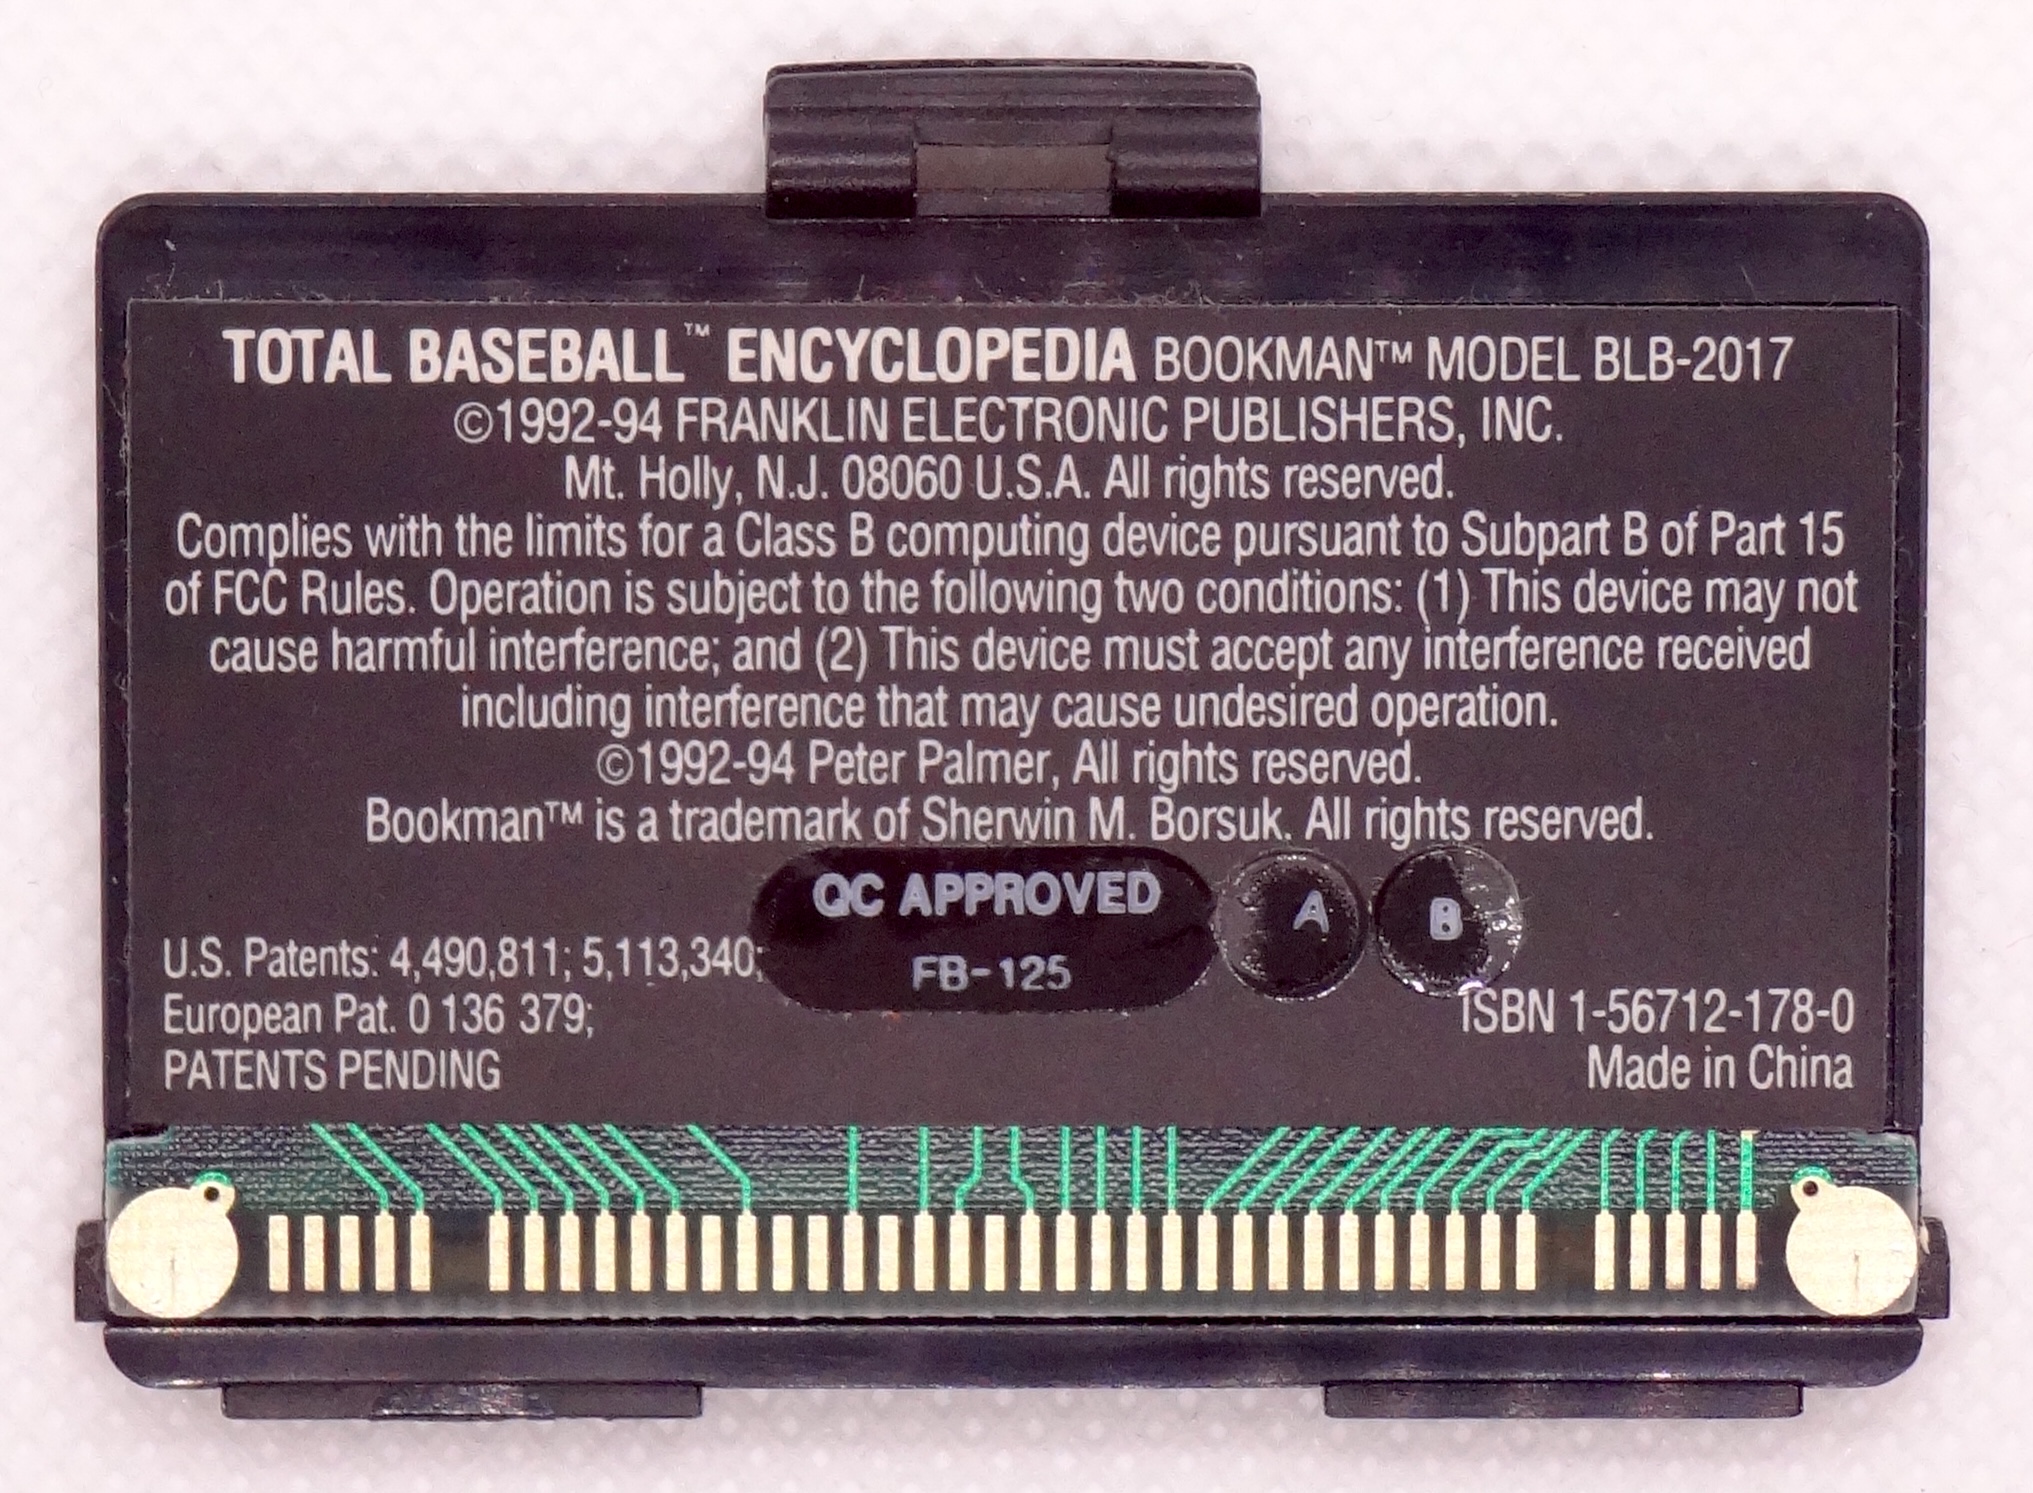 TOTAL BASEBALL™ ENCYCLOPEDIA BOOKMAN™ MODEL BLB-2017
©1992-94 FRANKLIN ELECTRONIC PUBLISHERS, INC.
Mt. Holly, N.J. 08060 U.S.A. All rights reserved.
Complies with the limits for a Class B computing device pursuant to Subpart B of Part 15
of FCC Rules. Operation is subject to the following two conditions: (1) This device may not
cause harmful interference; and (2) This device must accept any interference received
including interference that may cause undesired operation.
©1992-94 Peter Palmer, All rights reserved.
Bookman™ is a trademark of Sherwin M. Borsuk. All rights reserved.
QC APPROVED
FB-125
A
B
U.S. Patents: 4,490,811; 5,113,340;
European Pat. 0 136 379;
PATENTS PENDING
ISBN 1-56712-178-0
Made in China